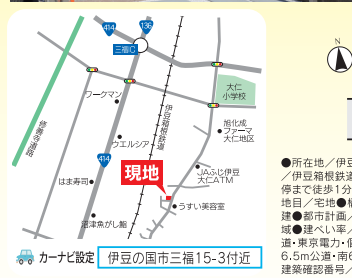 414
136
三福C
N
大仁
小学校
ワークマン
伊豆箱根鉄道
旭化成
ファーマ
大仁地区
修善寺道路
ウエルシア
414
JAふじ伊豆
大仁ATM
現地
はま寿司
うすい美容室
沼津魚がし鮨
カーナビ設定
伊豆の国市三福15-3付近
●所在地／伊豆
／伊豆箱根鉄道
停まで徒歩1分
地目／宅地●
建●都市計画／
域●建ぺい率／
道・東京電力・
6.5m公道・南
建築確認番号／